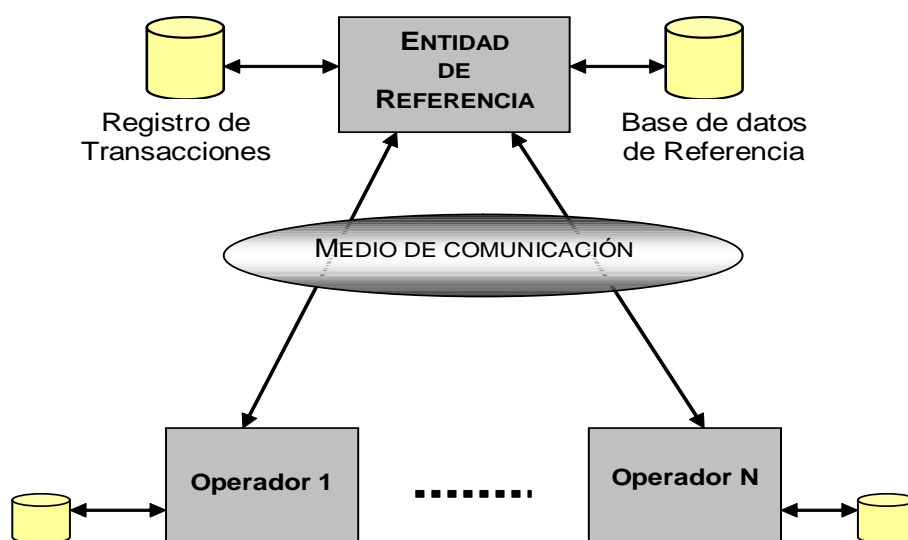 ENTIDAD
DE
REFERENCIA
Registro de
Transacciones
Base de datos
de Referencia
MEDIO DE COMUNICACIÓN
Operador 1
Operador N